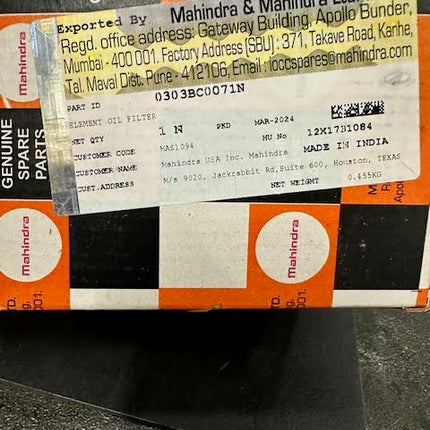 Exported By Mahindra & Mahindra Ltd.
Regd. office address: Gateway Building, Apollo Bunder,
Mumbai - 400 001. Factory Address (SBU) : 371, Takave Road, Kanhe,
Tal. Maval Dist. Pune - 412106, Email : ioccspares@mahindra.com
PART ID 0303BC0071N
ELEMENT OIL FILTER
NET QTY 1 N PKD MAR-2024 HU No 12X1731084
CUSTOMER CODE MAS1094 MADE IN INDIA
CUSTOMER NAME Mahindra USA Inc. Mahindra
CUST.ADDRESS M/s 9020, Jackrabbit Rd,Suite 600, Houston, TEXAS
NET WEIGHT 0.455KG
GENUINE
SPARE
PARTS
Mahindra
Mahindra
TD.
001.